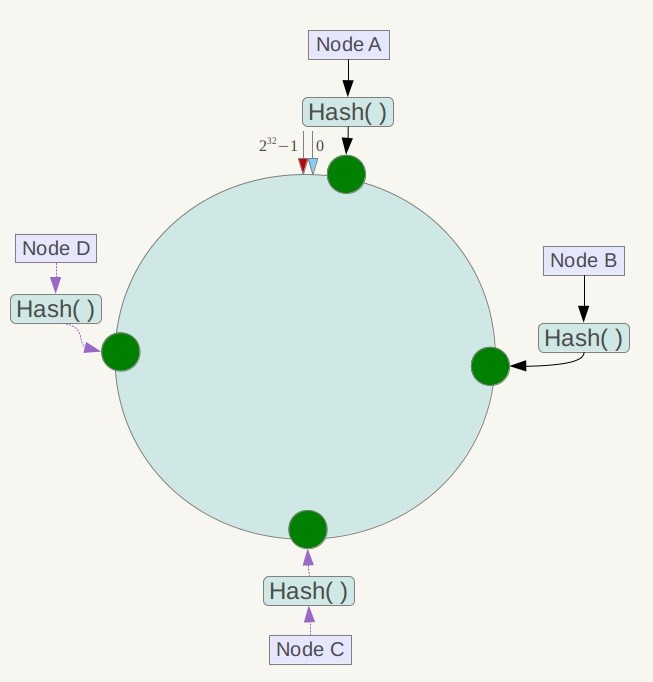 Node A
Hash( )
2³²−1
0
Node D
Node B
Hash( )
Hash( )
Hash( )
Node C